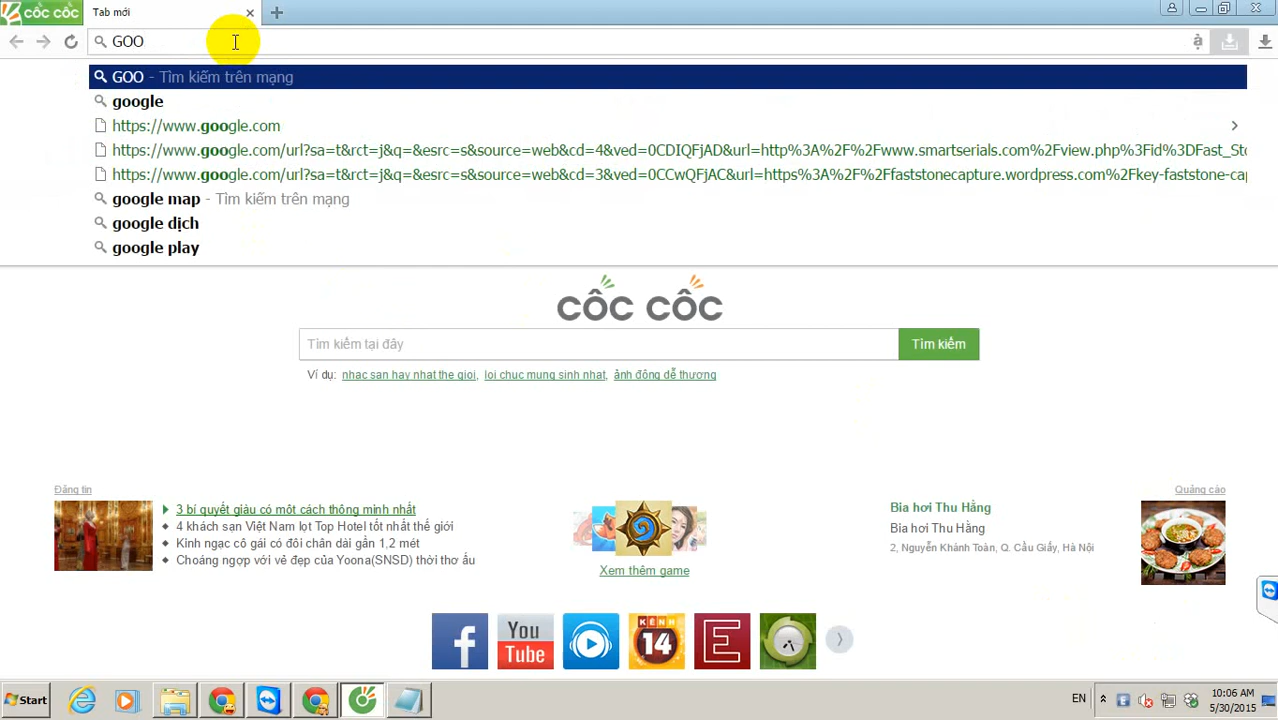 cốc cốc
Tab mới
GOO
GOO - Tìm kiếm trên mạng
google
https://www.google.com
https://www.google.com/url?sa=t&rct=j&q=&esrc=s&source=web&cd=4&ved=0CDIQFjAD&url=http%3A%2F%2Fwww.smartserials.com%2Fview.php%3Fid%3DFast_Sto
https://www.google.com/url?sa=t&rct=j&q=&esrc=s&source=web&cd=3&ved=0CCwQFjAC&url=https%3A%2F%2Ffaststonecapture.wordpress.com%2Fkey-faststone-cap
google map - Tìm kiếm trên mạng
google dịch
google play
cốc cốc
Tìm kiếm tại đây
Tìm kiếm
Ví dụ: nhac san hay nhat the gioi, loi chuc mung sinh nhat, ảnh động dễ thương
Đăng tin
3 bí quyết giàu có một cách thông minh nhất
4 khách sạn Việt Nam lọt Top Hotel tốt nhất thế giới
Kinh ngạc cô gái có đôi chân dài gần 1,2 mét
Choáng ngợp với vẻ đẹp của Yoona(SNSD) thời thơ ấu
Xem thêm game
Quảng cáo
Bia hơi Thu Hằng
Bia hơi Thu Hằng
2, Nguyễn Khánh Toàn, Q. Cầu Giấy, Hà Nội
f
You Tube
KÊNH 14
E
Start
EN
10:06 AM
5/30/2015